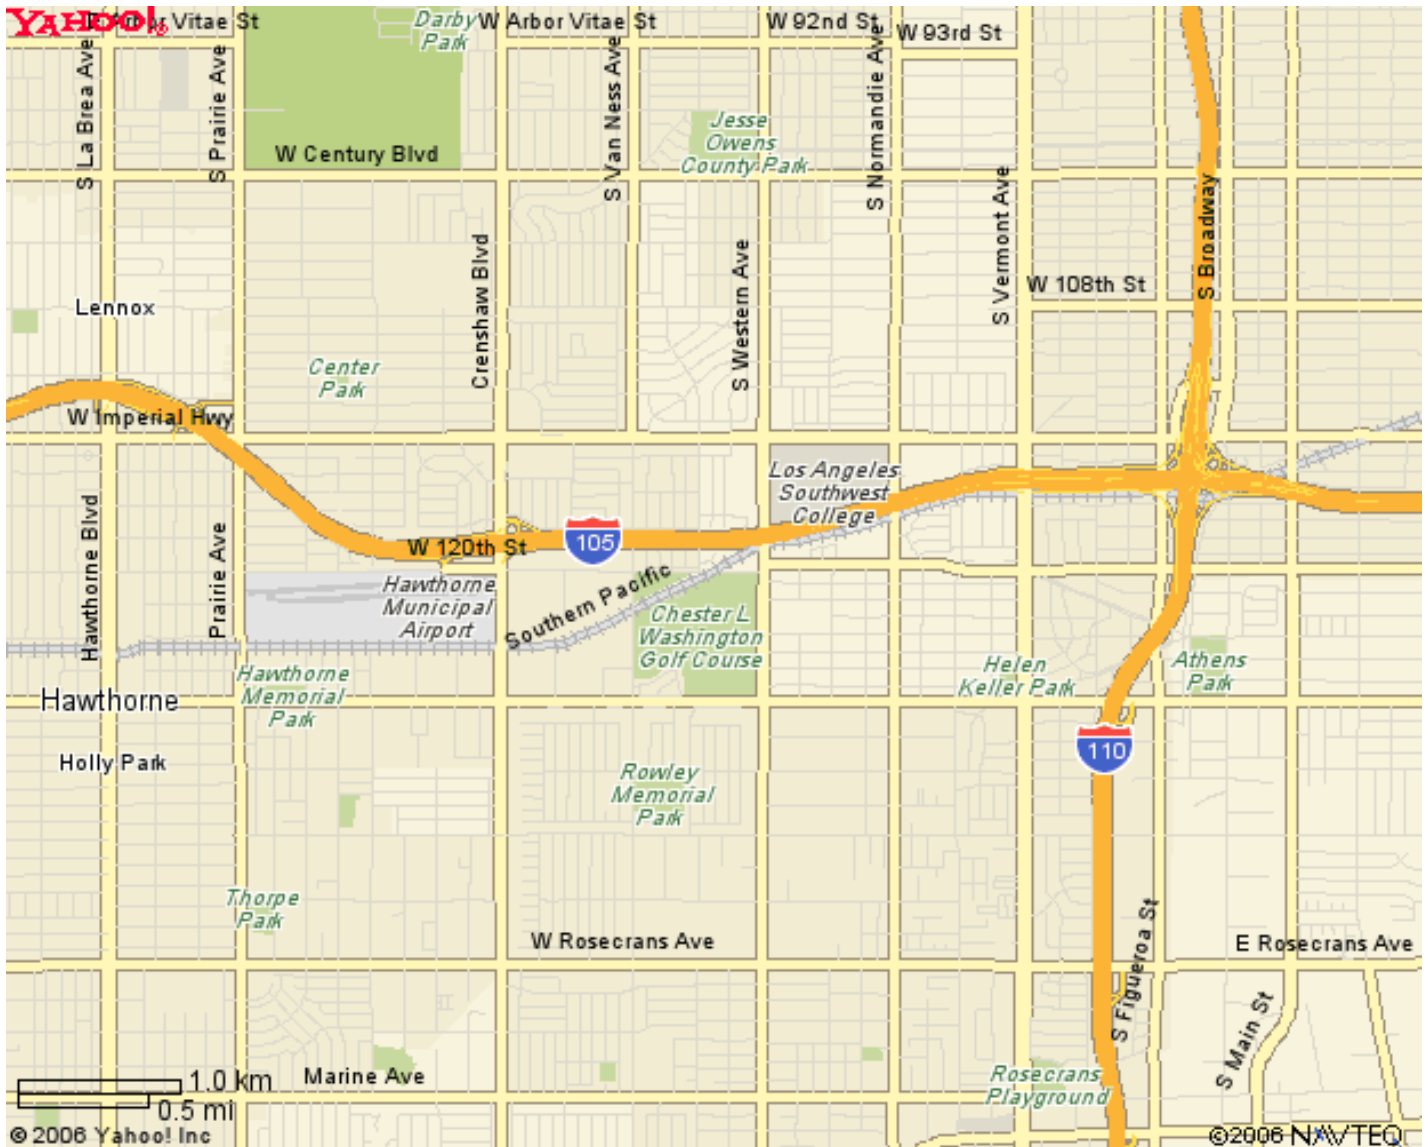 YAHOO!®
Arbor Vitae St
Darby
Park
W Arbor Vitae St
W 92nd St
W 93rd St
S La Brea Ave
S Prairie Ave
S Van Ness Ave
S Normandie Ave
Jesse
Owens
County Park
W Century Blvd
S Vermont Ave
S Broadway
Crenshaw Blvd
S Western Ave
W 108th St
Lennox
Center
Park
W Imperial Hwy
Los Angeles
Southwest
College
Hawthorne Blvd
Prairie Ave
W 120th St
105
Hawthorne
Municipal
Airport
Southern Pacific
Chester L
Washington
Golf Course
Hawthorne
Memorial
Park
Helen
Keller Park
Athens
Park
Hawthorne
110
Holly Park
Rowley
Memorial
Park
Thorpe
Park
W Rosecrans Ave
S Figueroa St
E Rosecrans Ave
S Main St
1.0 km
0.5 mi
Marine Ave
Rosecrans
Playground
© 2006 Yahoo! Inc
©2006 NAVTEQ